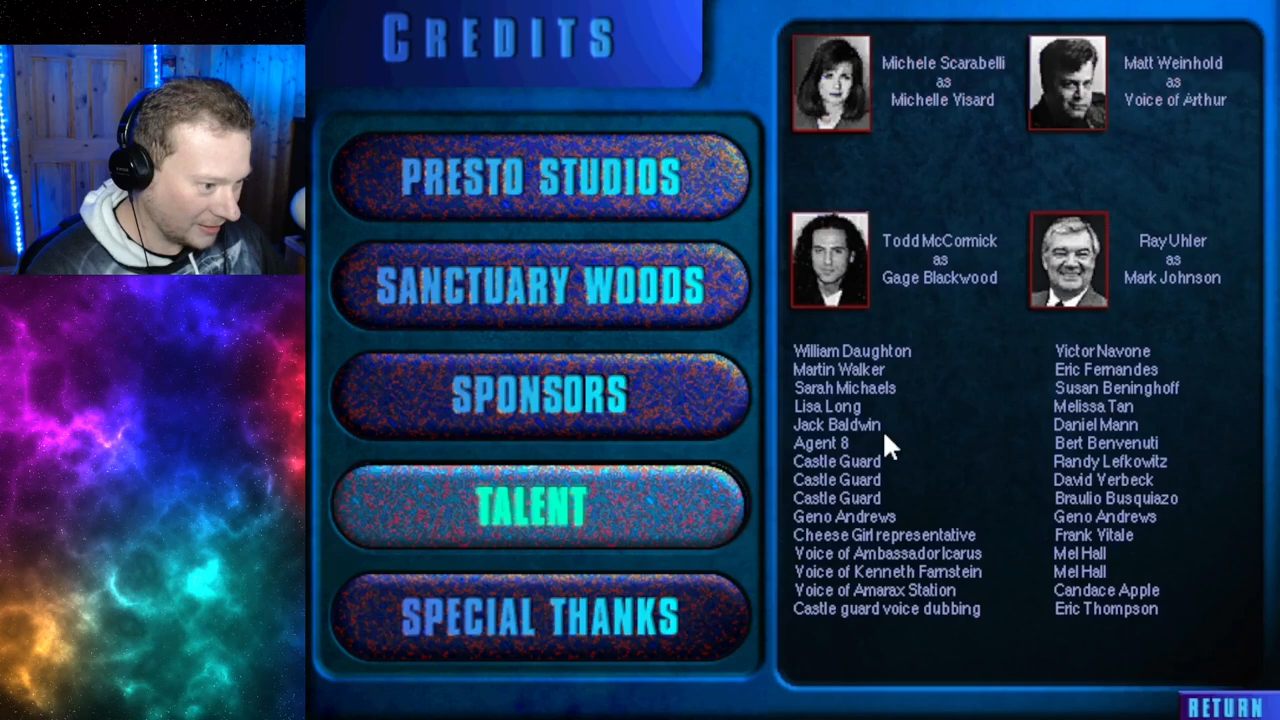 CREDITS
PRESTO STUDIOS
SANCTUARY WOODS
SPONSORS
TALENT
SPECIAL THANKS
Michele Scarabelli
as
Michelle Visard
Matt Weinhold
as
Voice of Arthur
Todd McCormick
as
Gage Blackwood
Ray Uhler
as
Mark Johnson
William Daughton Victor Navone
Martin Walker Eric Fernandes
Sarah Michaels Susan Beninghoff
Lisa Long Melissa Tan
Jack Baldwin Daniel Mann
Agent 8 Bert Benvenuti
Castle Guard Randy Lefkowitz
Castle Guard David Verbeck
Castle Guard Braulio Busquiazo
Geno Andrews Geno Andrews
Cheese Girl representative Frank Vitale
Voice of Ambassador Icarus Mel Hall
Voice of Kenneth Farnstein Mel Hall
Voice of Amarax Station Candace Apple
Castle guard voice dubbing Eric Thompson
RETURN